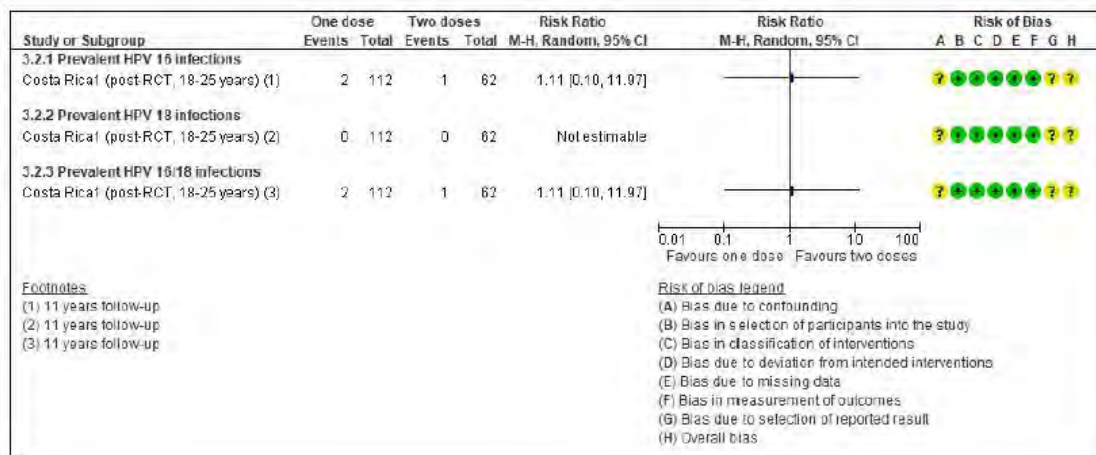 One dose Two doses Risk Ratio Risk Ratio Risk of Bias
Study or Subgroup Events Total Events Total M-H, Random, 95% CI M-H, Random, 95% CI A B C D E F G H
3.2.1 Prevalent HPV 16 infections
Costa Rica1 (post-RCT, 18-25 years) (1) 2 112 1 62 1.11 [0.10, 11.97] ? + + + + + ? ?
3.2.2 Prevalent HPV 18 infections
Costa Rica1 (post-RCT, 18-25 years) (2) 0 112 0 62 Not estimable ? + + + + + ? ?
3.2.3 Prevalent HPV 16/18 infections
Costa Rica1 (post-RCT, 18-25 years) (3) 2 112 1 62 1.11 [0.10, 11.97] ? + + + + + ? ?
0.01 0.1 1 10 100
Favours one dose Favours two doses
Footnotes
(1) 11 years follow-up
(2) 11 years follow-up
(3) 11 years follow-up
Risk of bias legend
(A) Bias due to confounding
(B) Bias in selection of participants into the study
(C) Bias in classification of interventions
(D) Bias due to deviation from intended interventions
(E) Bias due to missing data
(F) Bias in measurement of outcomes
(G) Bias due to selection of reported result
(H) Overall bias